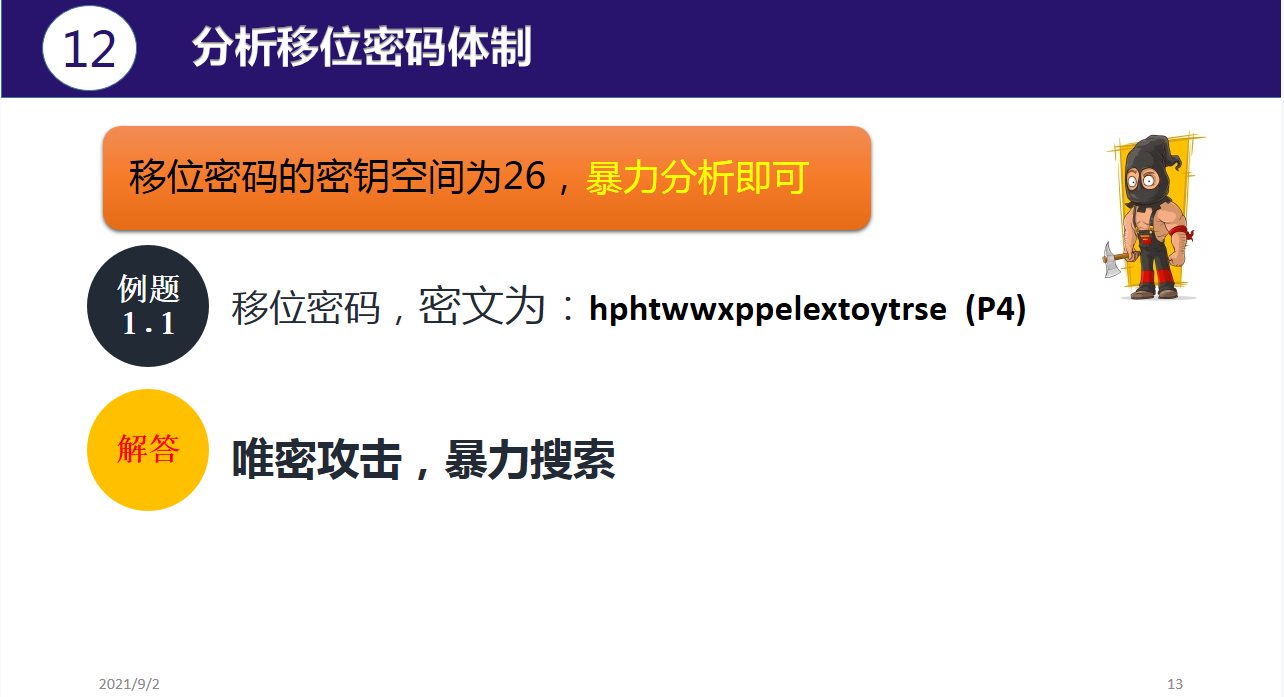 12
分析移位密码体制
移位密码的密钥空间为26，暴力分析即可
例题
1.1
移位密码，密文为：hphtwwxppelextoytrse (P4)
解答
唯密攻击，暴力搜索
2021/9/2
13